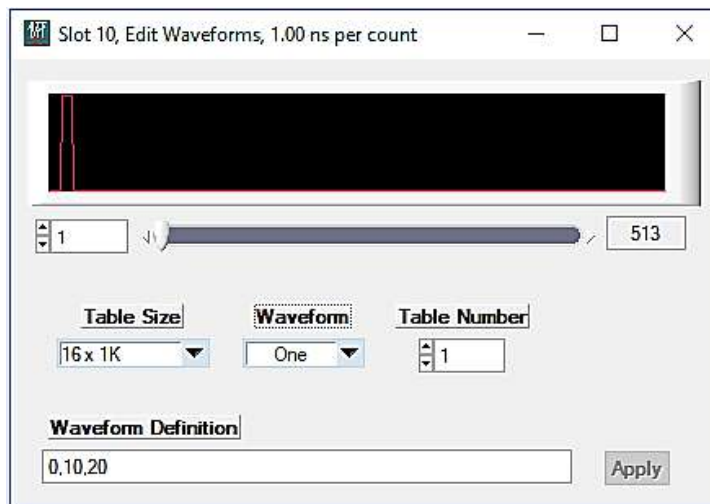 Slot 10, Edit Waveforms, 1.00 ns per count
1
513
Table Size
Waveform
Table Number
16 x 1K
One
1
Waveform Definition
0,10,20
Apply